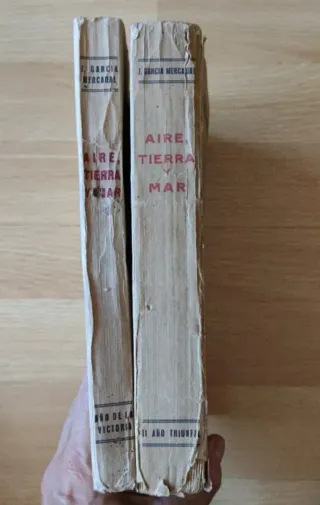 J. GARCIA
MERCADAL
AIRE,
TIERRA
Y MAR
AÑO DE LA
VICTORIA
J. GARCIA MERCADAL
AIRE,
TIERRA
Y
MAR
II AÑO TRIUNFAL